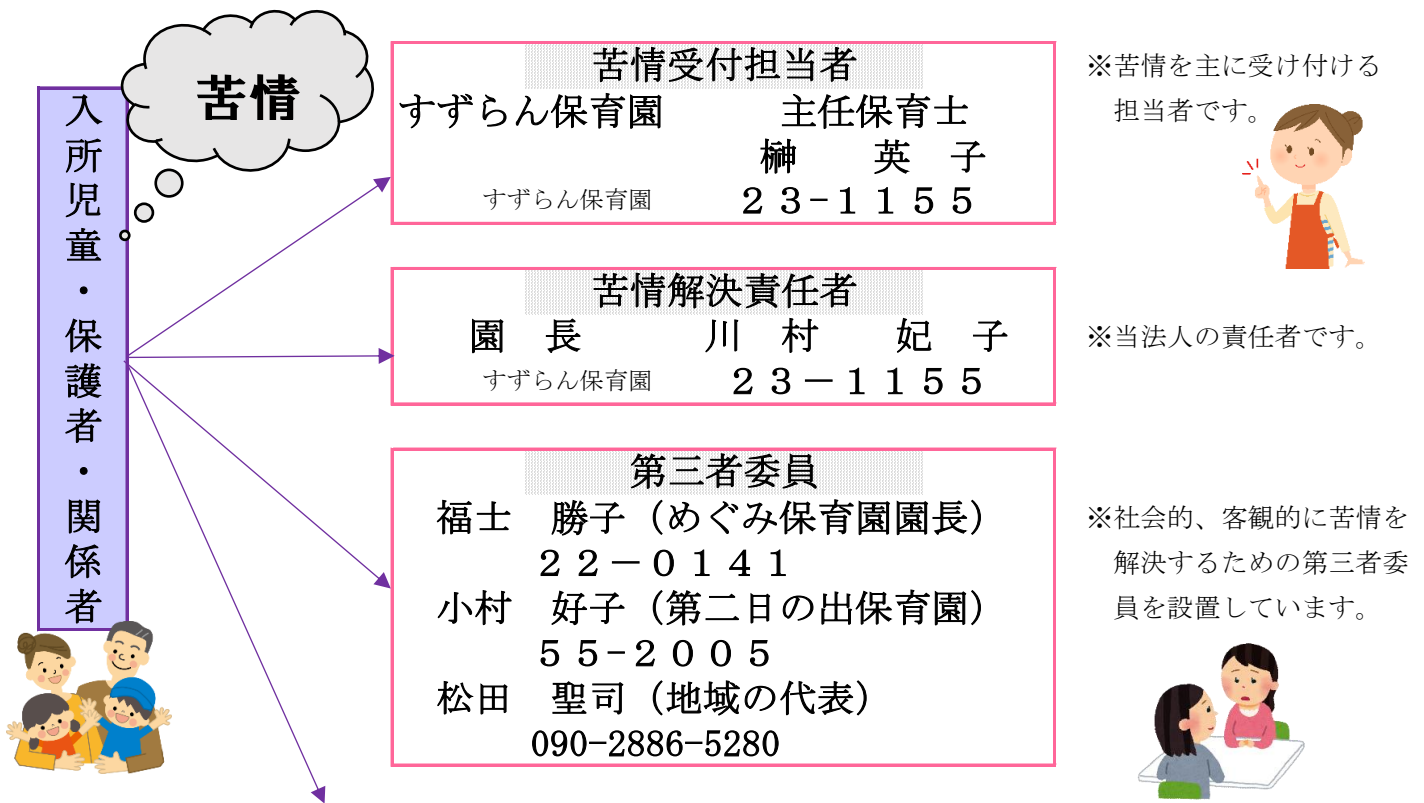 苦情
入所児童・保護者・関係者
苦情受付担当者
すずらん保育園　　　主任保育士
榊　　英　子
すずらん保育園　　２３-１１５５
※苦情を主に受け付ける
担当者です。
苦情解決責任者
園　長　　　川　村　　妃　子
すずらん保育園　　２３－１１５５
※当法人の責任者です。
第三者委員
福士　勝子（めぐみ保育園園長）
２２－０１４１
小村　好子（第二日の出保育園）
５５-２００５
松田　聖司（地域の代表）
090-2886-5280
※社会的、客観的に苦情を
解決するための第三者委
員を設置しています。